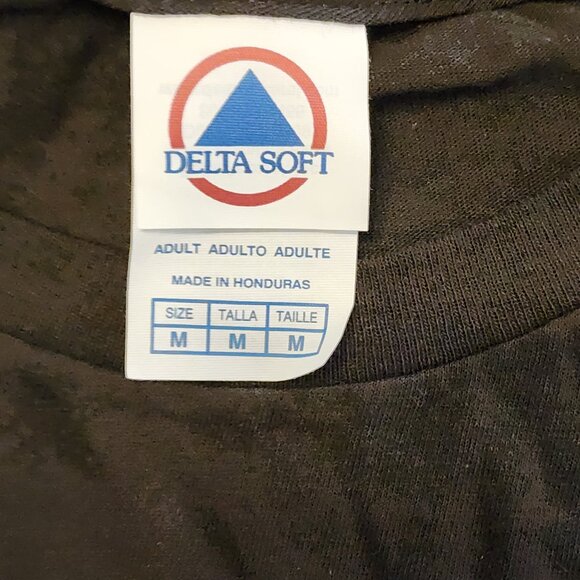 DELTA SOFT
ADULT ADULTO ADULTE
MADE IN HONDURAS
SIZE TALLA TAILLE
M M M